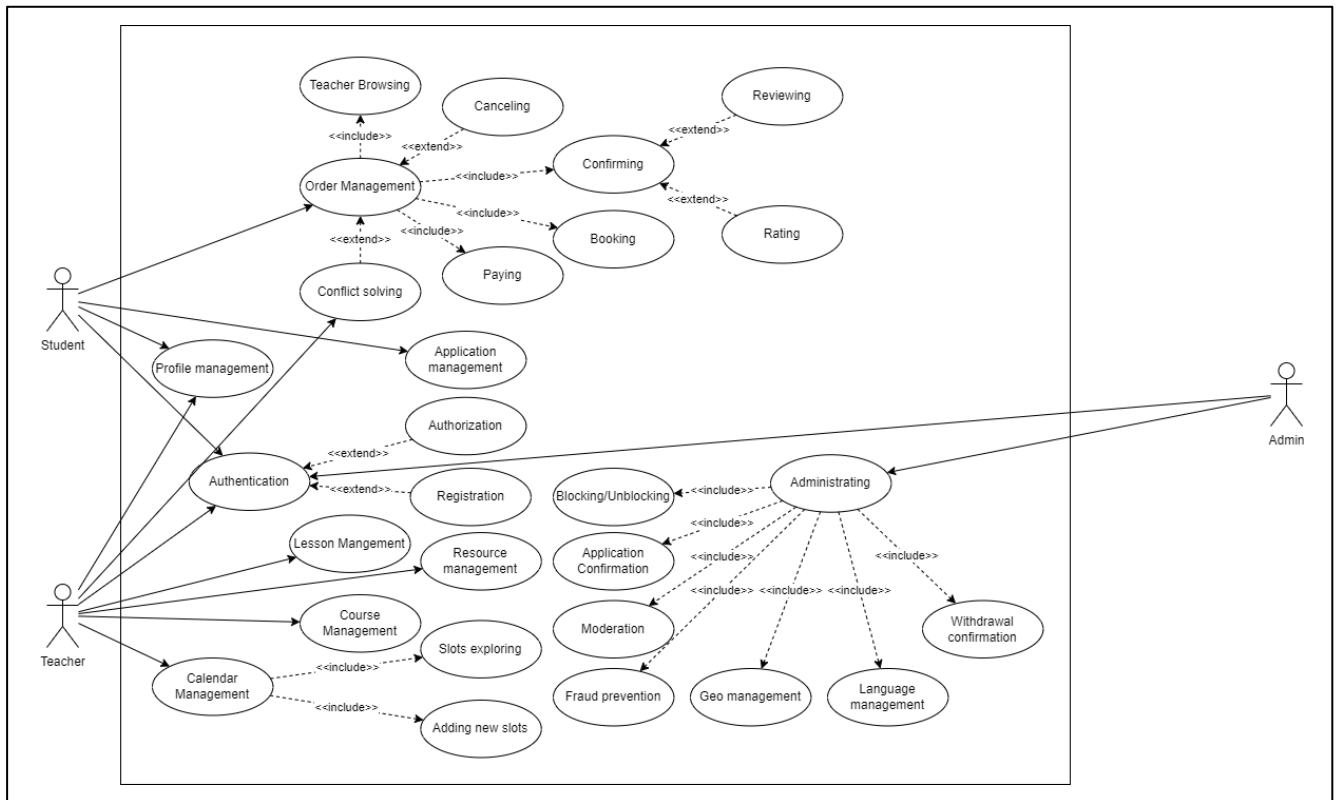 Teacher Browsing
Canceling
Reviewing
<<include>>
<<extend>>
<<extend>>
Confirming
Order Management
<<include>>
<<include>>
<<extend>>
<<extend>>
<<include>>
Booking
Rating
Paying
Conflict solving
Student
Application
management
Profile management
Admin
Authorization
<<extend>>
Authentication
<<extend>>
Registration
Blocking/Unblocking
<<include>>
Administrating
<<include>>
Lesson Mangement
Resource
management
Application
Confirmation
<<include>>
<<include>>
<<include>>
<<include>>
<<include>>
Teacher
Course
Management
Moderation
Withdrawal
confirmation
Slots exploring
<<include>>
Calendar
Management
<<include>>
Adding new slots
Fraud prevention
Geo management
Language
management